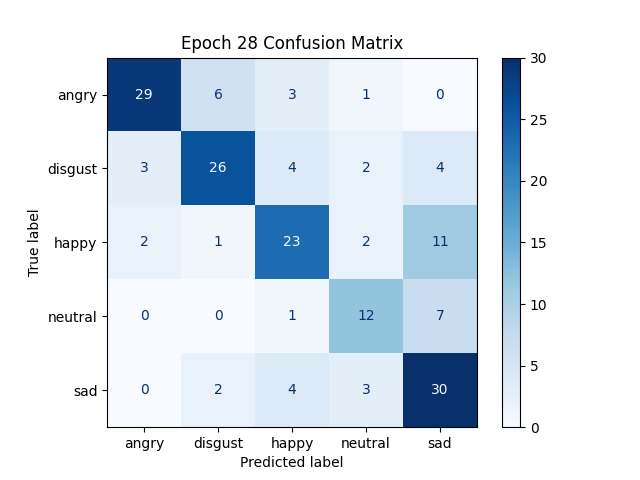 Epoch 28 Confusion Matrix
angry 29 6 3 1 0
disgust 3 26 4 2 4
happy 2 1 23 2 11
neutral 0 0 1 12 7
sad 0 2 4 3 30
angry disgust happy neutral sad
Predicted label
True label
30
25
20
15
10
5
0